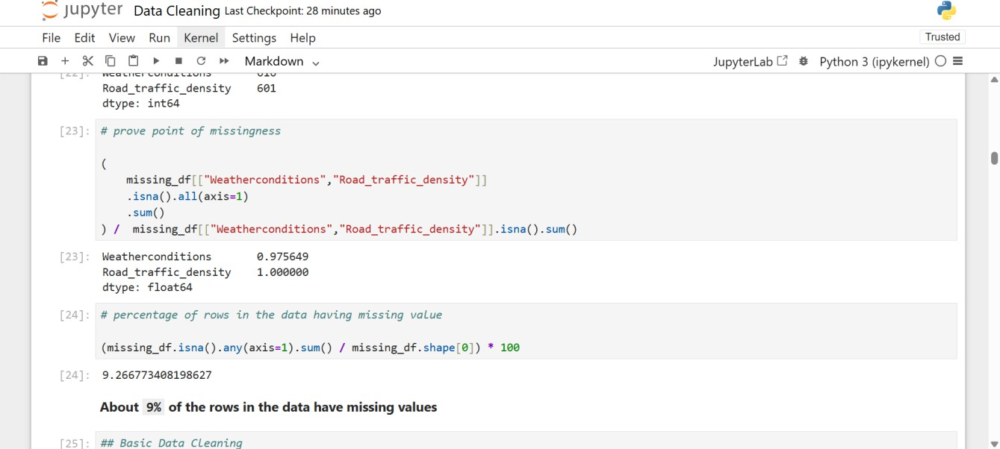 jupyter Data Cleaning Last Checkpoint: 28 minutes ago
File Edit View Run Kernel Settings Help
Trusted
Markdown
JupyterLab Python 3 (ipykernel)
[22]: Weatherconditions 616
Road_traffic_density 601
dtype: int64
[23]: # prove point of missingness
(
missing_df[["Weatherconditions","Road_traffic_density"]]
.isna().all(axis=1)
.sum()
) / missing_df[["Weatherconditions","Road_traffic_density"]].isna().sum()
[23]: Weatherconditions 0.975649
Road_traffic_density 1.000000
dtype: float64
[24]: # percentage of rows in the data having missing value
(missing_df.isna().any(axis=1).sum() / missing_df.shape[0]) * 100
[24]: 9.266773408198627
About 9% of the rows in the data have missing values
[25]: ## Basic Data Cleaning